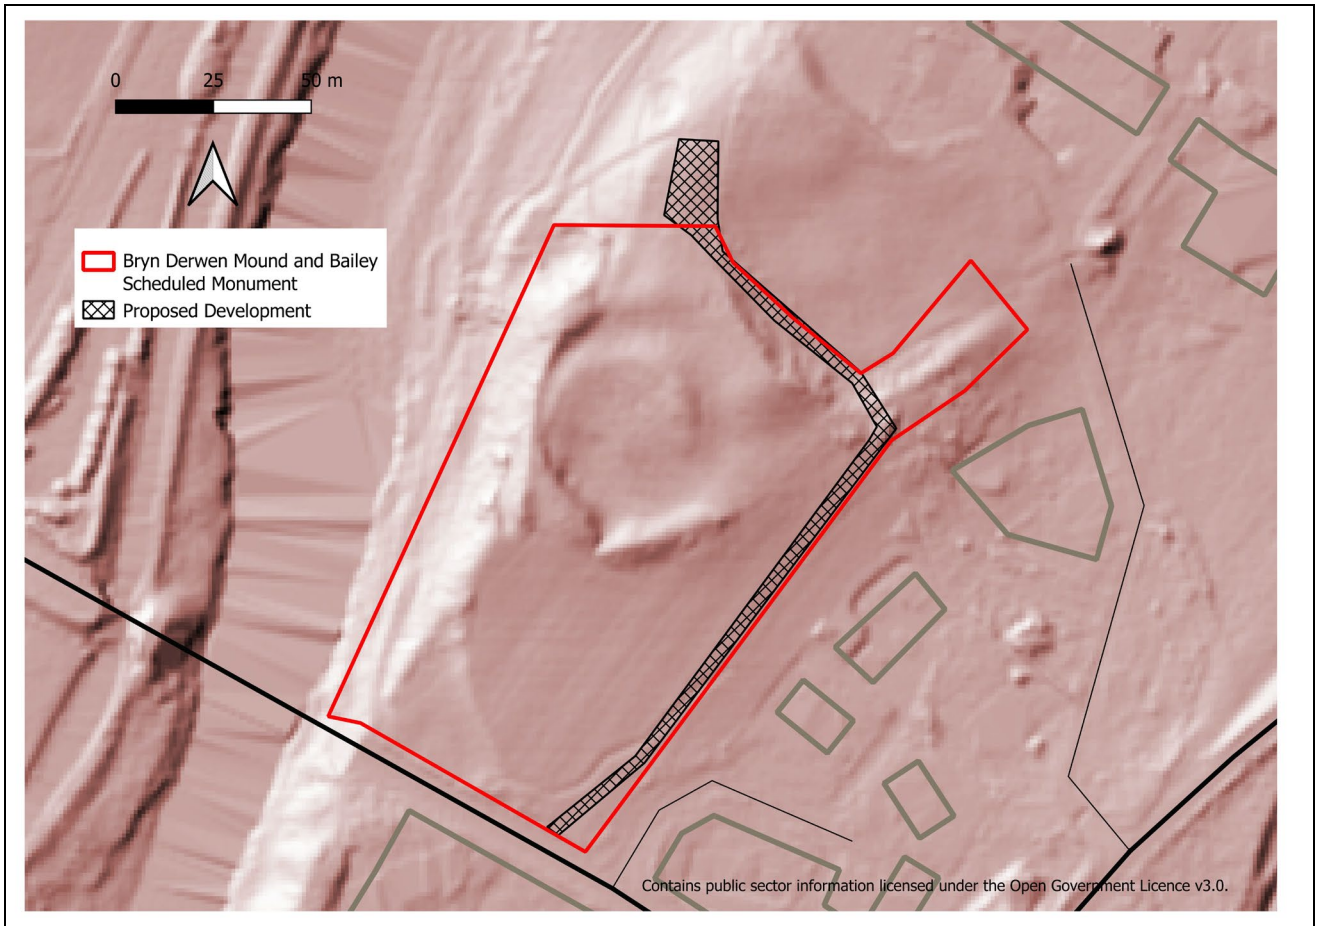 0 25 50 m
Bryn Derwen Mound and Bailey
Scheduled Monument
Proposed Development
Contains public sector information licensed under the Open Government Licence v3.0.